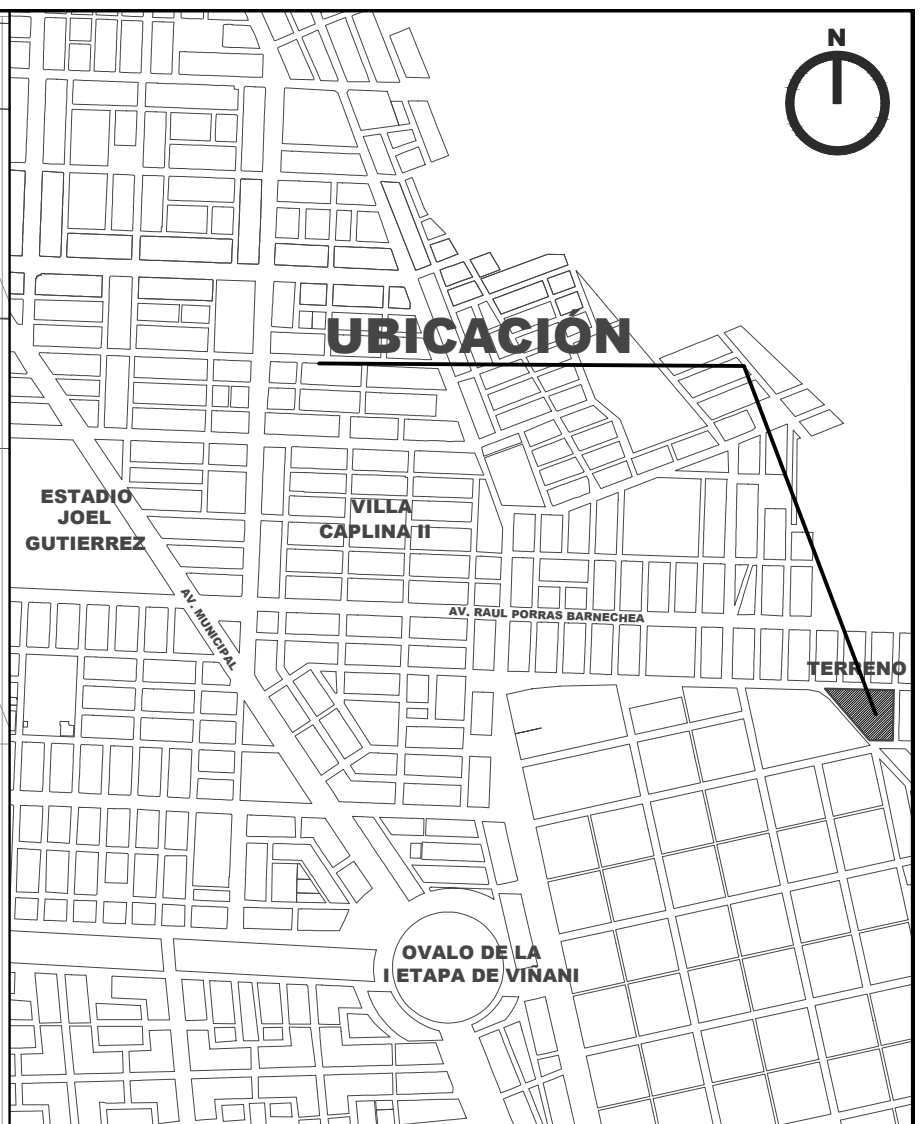 N
UBICACIÓN
ESTADIO
JOEL
GUTIERREZ
VILLA
CAPLINA II
AV. MUNICIPAL
AV. RAUL PORRAS BARNECHEA
TERRENO
OVALO DE LA
I ETAPA DE VIÑANI